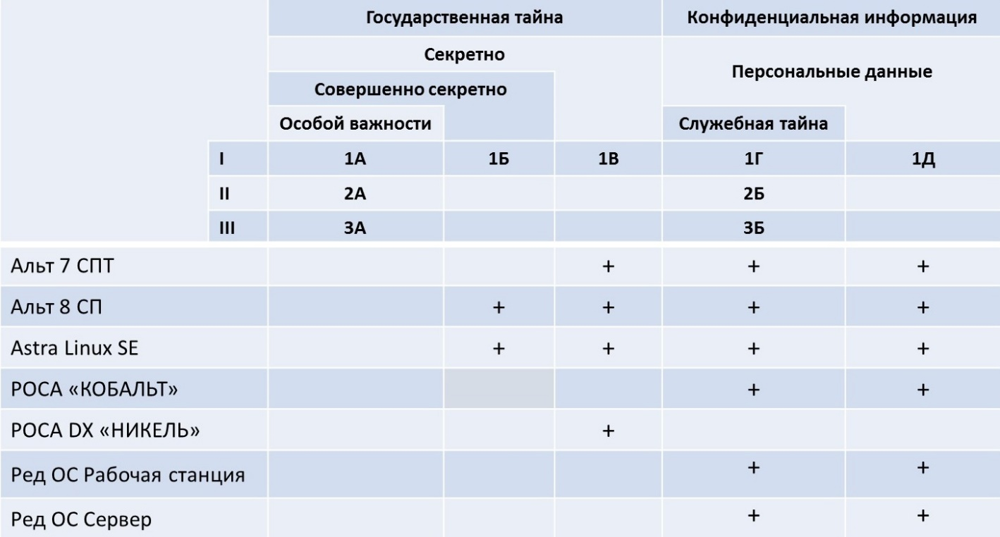 Государственная тайна Конфиденциальная информация
Секретно
Персональные данные
Совершенно секретно
Особой важности Служебная тайна
I 1А 1Б 1В 1Г 1Д
II 2А 2Б
III 3А 3Б
Альт 7 СПТ + + +
Альт 8 СП + + + +
Astra Linux SE + + + +
РОСА «КОБАЛЬТ» + +
РОСА DX «НИКЕЛЬ» +
Ред ОС Рабочая станция + +
Ред ОС Сервер + +